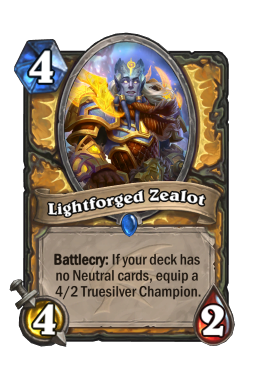 4
Lightforged Zealot
Battlecry: If your deck has
no Neutral cards, equip a
4/2 Truesilver Champion.
4
2